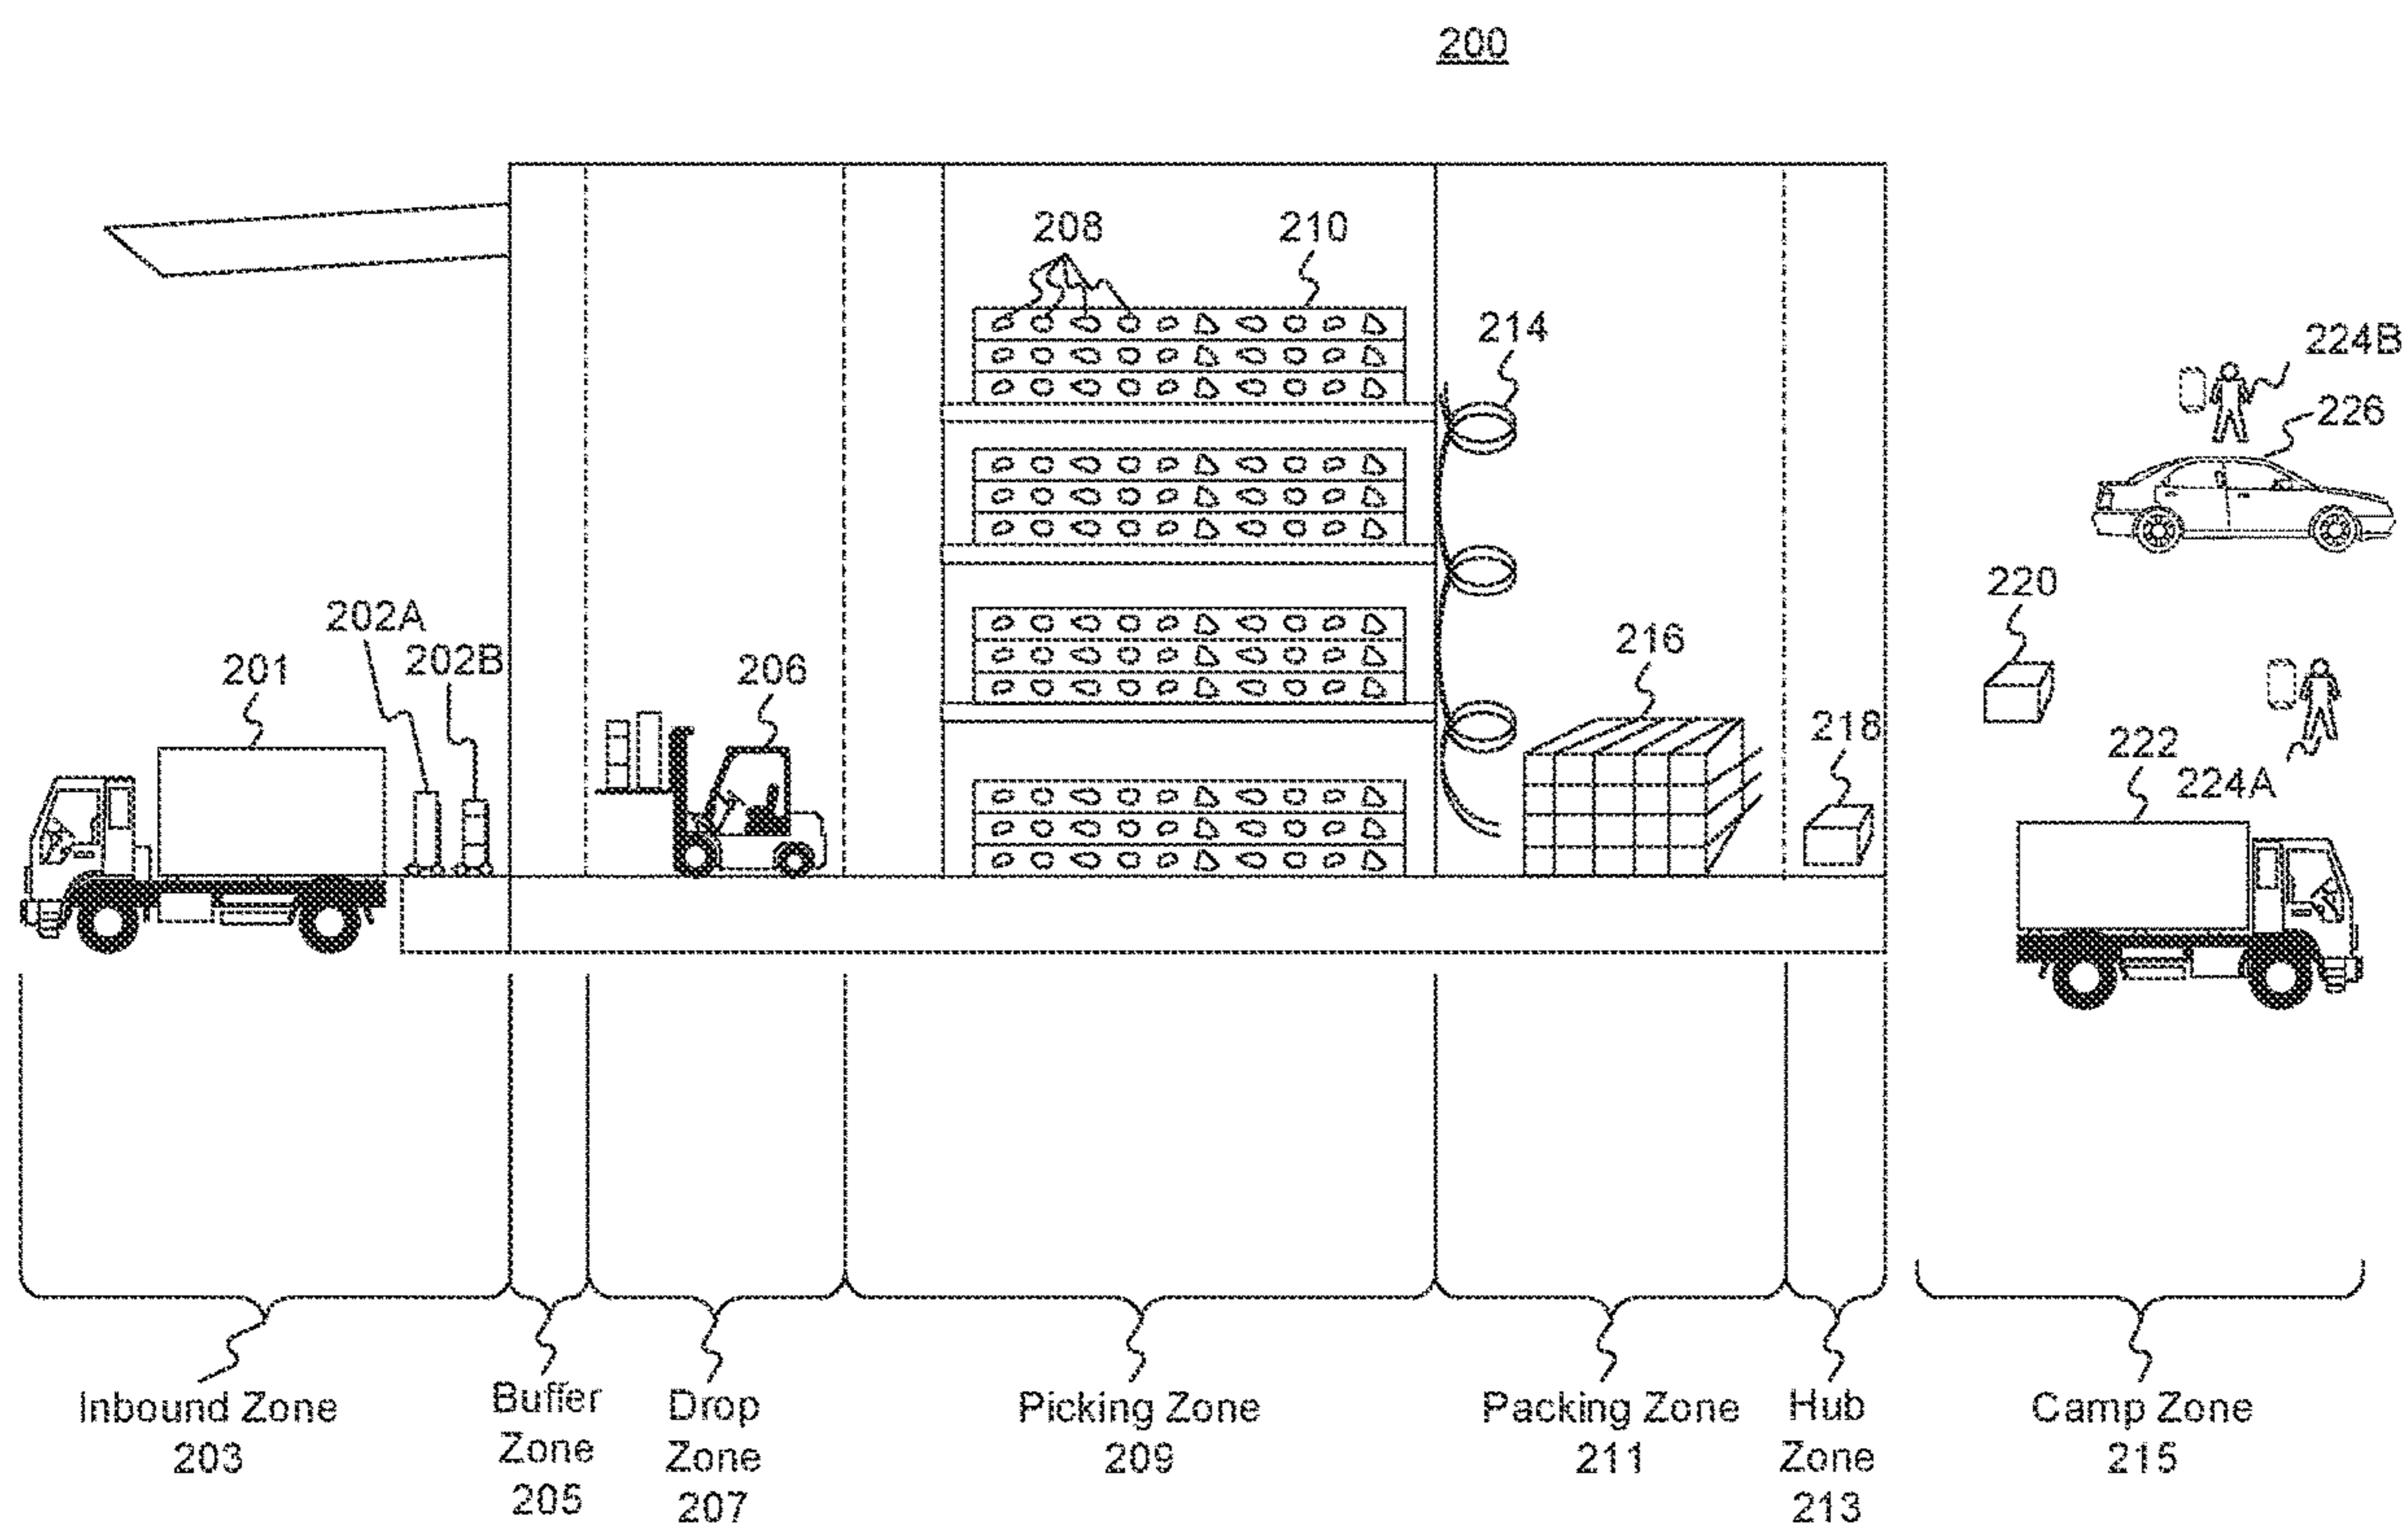 200
208
210
214
224B
226
220
202A
202B
201
206
216
218
222
224A
Inbound Zone
203
Buffer
Zone
205
Drop
Zone
207
Picking Zone
209
Packing Zone
211
Hub
Zone
213
Camp Zone
215